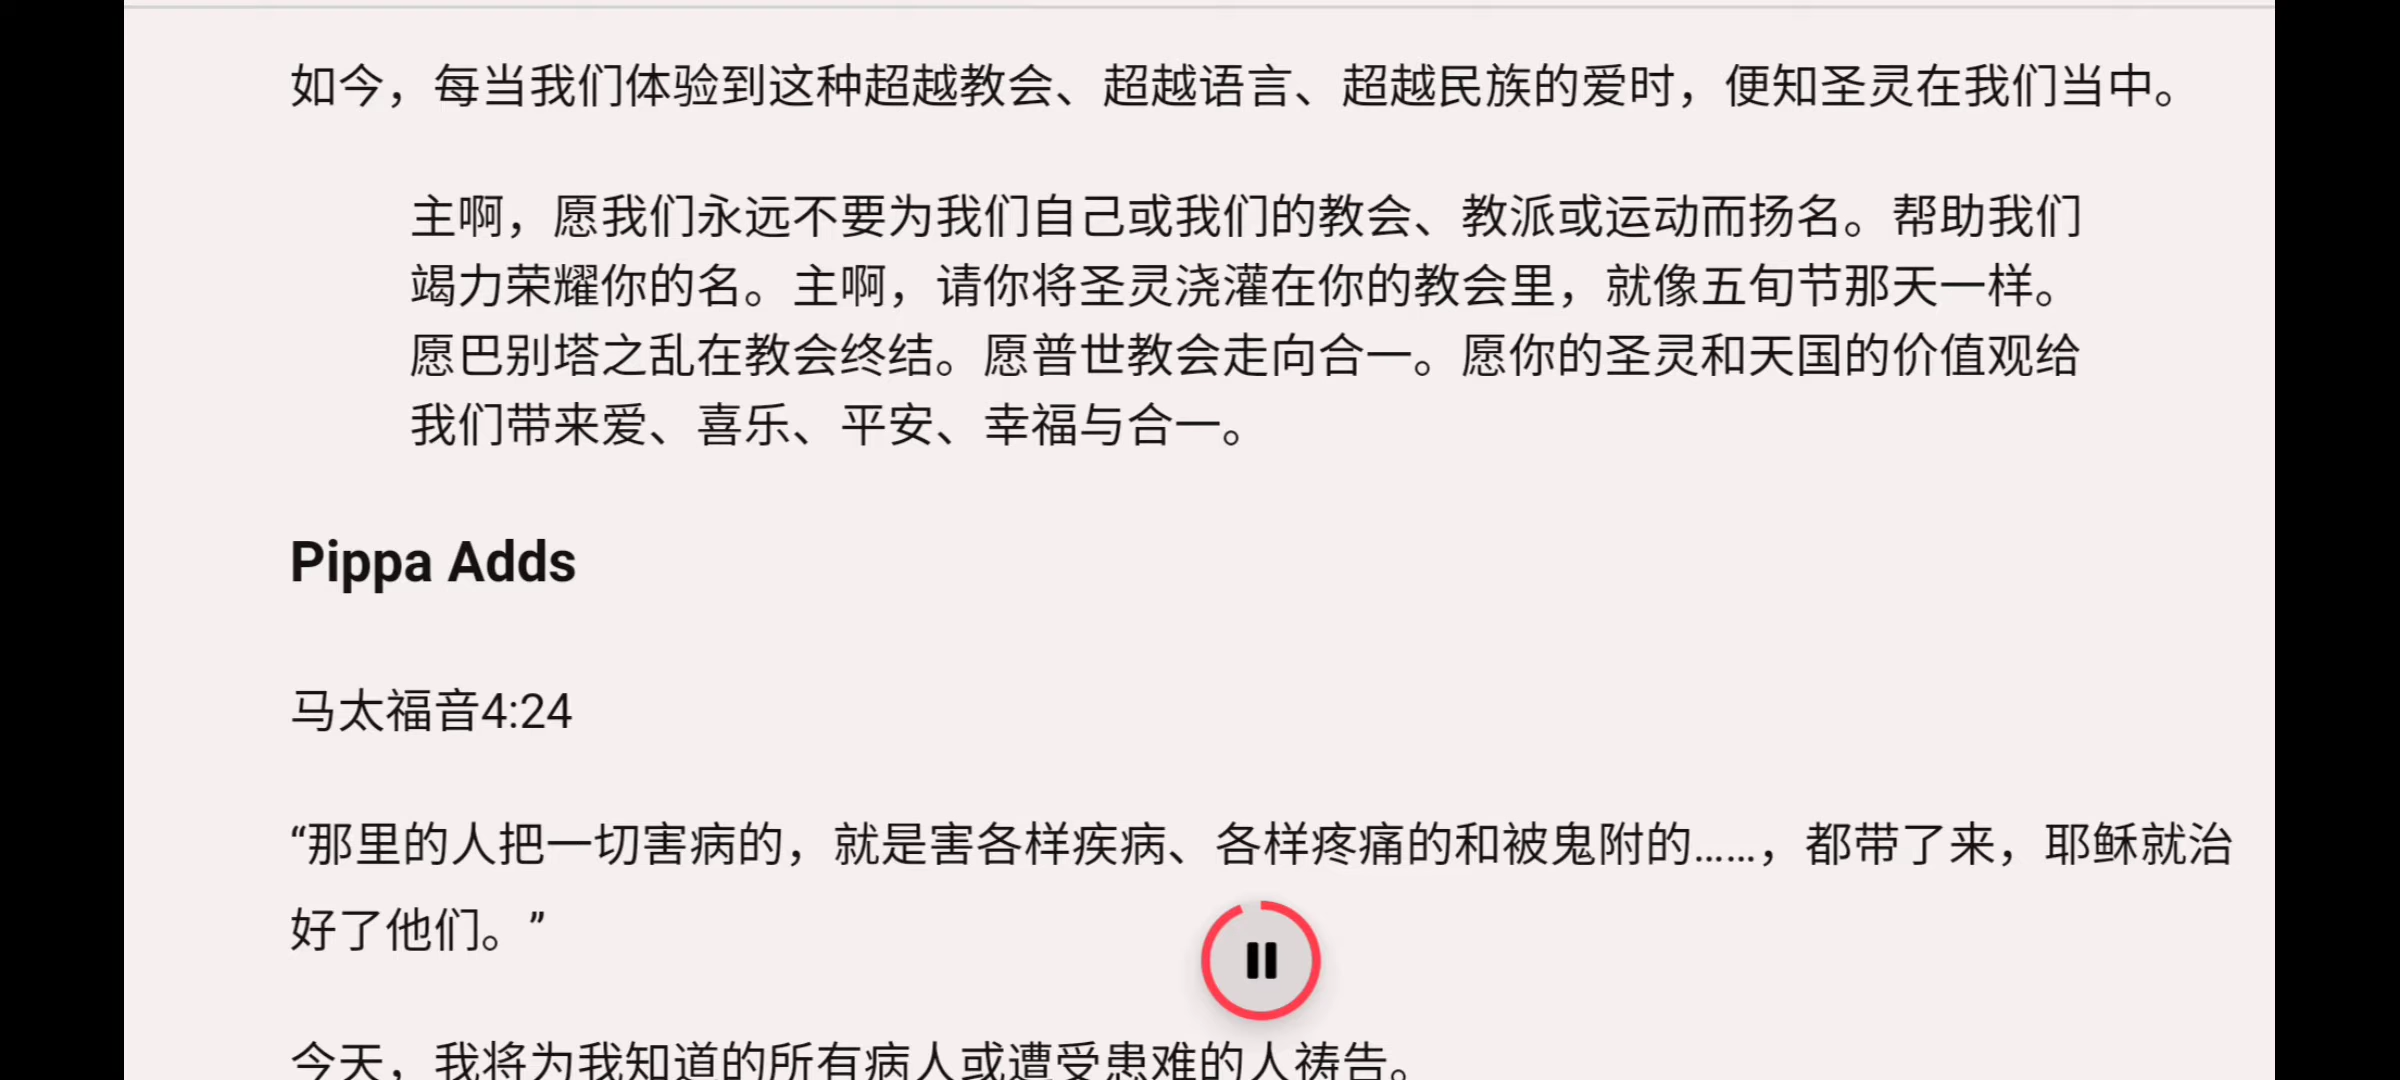 如今，每当我们体验到这种超越教会、超越语言、超越民族的爱时，便知圣灵在我们当中。
主啊，愿我们永远不要为我们自己或我们的教会、教派或运动而扬名。帮助我们
竭力荣耀你的名。主啊，请你将圣灵浇灌在你的教会里，就像五旬节那天一样。
愿巴别塔之乱在教会终结。愿普世教会走向合一。愿你的圣灵和天国的价值观给
我们带来爱、喜乐、平安、幸福与合一。
Pippa Adds
马太福音4:24
“那里的人把一切害病的，就是害各样疾病、各样疼痛的和被鬼附的……，都带了来，耶稣就治
好了他们。”
今天，我将为我知道的所有病人或遭受患难的人祷告。